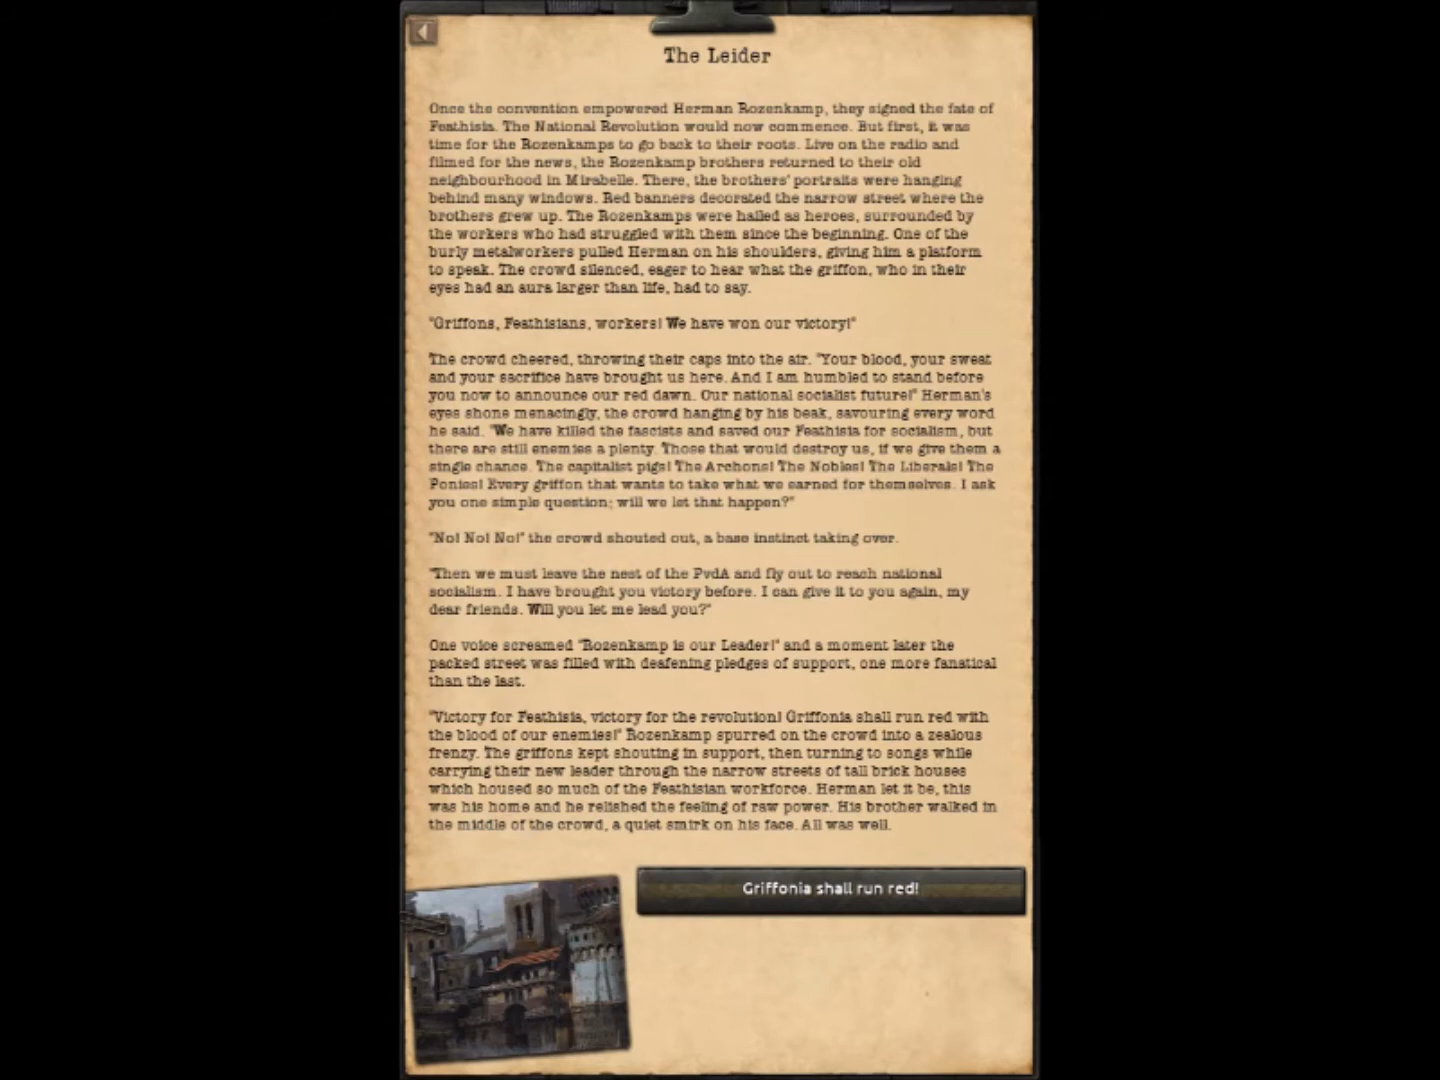 The Leider
Once the convention empowered Herman Rozenkamp, they signed the fate of
Feathisia. The National Revolution would now commence. But first, it was
time for the Rozenkamps to go back to their roots. Live on the radio and
filmed for the news, the Rozenkamp brothers returned to their old
neighbourhood in Mirabelle. There, the brothers' portraits were hanging
behind many windows. Red banners decorated the narrow street where the
brothers grew up. The Rozenkamps were hailed as heroes, surrounded by
the workers who had struggled with them since the beginning. One of the
burly metalworkers pulled Herman on his shoulders, giving him a platform
to speak. The crowd silenced, eager to hear what the griffon, who in their
eyes had an aura larger than life, had to say.
"Griffons, Feathisians, workers! We have won our victory!"
The crowd cheered, throwing their caps into the air. "Your blood, your sweat
and your sacrifice have brought us here. And I am humbled to stand before
you now to announce our red dawn. Our national socialist future!" Herman's
eyes shone menacingly, the crowd hanging by his beak, savouring every word
he said. "We have killed the fascists and saved our Feathisia for socialism, but
there are still enemies a plenty. Those that would destroy us, if we give them a
single chance. The capitalist pigs! The Archons! The Nobles! The Liberals! The
Ponies! Every griffon that wants to take what we earned for themselves. I ask
you one simple question; will we let that happen?"
"No! No! No!" the crowd shouted out, a base instinct taking over.
"Then we must leave the nest of the PvdA and fly out to reach national
socialism. I have brought you victory before. I can give it to you again, my
dear friends. Will you let me lead you?"
One voice screamed "Rozenkamp is our Leader!" and a moment later the
packed street was filled with deafening pledges of support, one more fanatical
than the last.
"Victory for Feathisia, victory for the revolution! Griffonia shall run red with
the blood of our enemies!" Rozenkamp spurred on the crowd into a zealous
frenzy. The griffons kept shouting in support, then turning to songs while
carrying their new leader through the narrow streets of tall brick houses
which housed so much of the Feathisian workforce. Herman let it be, this
was his home and he relished the feeling of raw power. His brother walked in
the middle of the crowd, a quiet smirk on his face. All was well.
Griffonia shall run red!